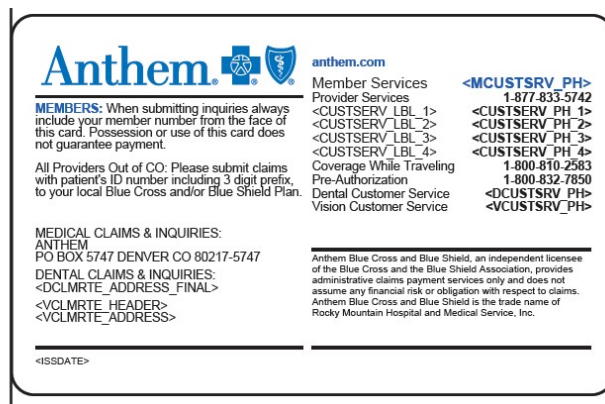 Anthem.
MEMBERS: When submitting inquiries always
include your member number from the face of
this card. Possession or use of this card does
not guarantee payment.
All Providers Out of CO: Please submit claims
with patient's ID number including 3 digit prefix,
to your local Blue Cross and/or Blue Shield Plan.
MEDICAL CLAIMS & INQUIRIES:
ANTHEM
PO BOX 5747 DENVER CO 80217-5747
DENTAL CLAIMS & INQUIRIES:
<DCLMRTE_ADDRESS_FINAL>
<VCLMRTE_HEADER>
<VCLMRTE_ADDRESS>
<ISSDATE>
anthem.com
Member Services <MCUSTSRV_PH>
Provider Services 1-877-833-5742
<CUSTSERV_LBL_1> <CUSTSERV_PH_1>
<CUSTSERV_LBL_2> <CUSTSERV_PH_2>
<CUSTSERV_LBL_3> <CUSTSERV_PH_3>
<CUSTSERV_LBL_4> <CUSTSERV_PH_4>
Coverage While Traveling 1-800-810-2583
Pre-Authorization 1-800-832-7850
Dental Customer Service <DCUSTSRV_PH>
Vision Customer Service <VCUSTSRV_PH>
Anthem Blue Cross and Blue Shield, an independent licensee
of the Blue Cross and the Blue Shield Association, provides
administrative claims payment services only and does not
assume any financial risk or obligation with respect to claims.
Anthem Blue Cross and Blue Shield is the trade name of
Rocky Mountain Hospital and Medical Service, Inc.